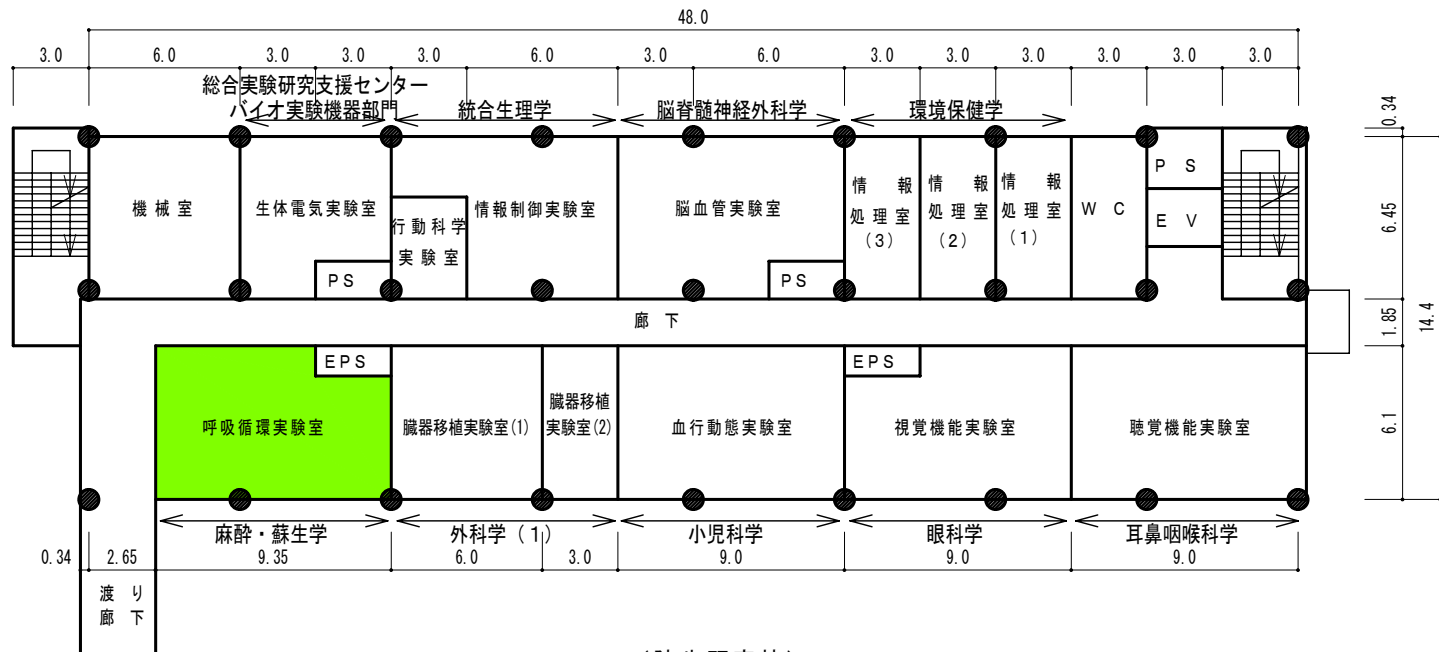 48.0
3.0 6.0 3.0 3.0 3.0 6.0 3.0 6.0 3.0 3.0 3.0 3.0 3.0 3.0
総合実験研究支援センター
バイオ実験機器部門 統合生理学 脳脊髄神経外科学 環境保健学
0.34
機械室
生体電気実験室
PS
行動科学
実験室
情報制御実験室
脳血管実験室
PS
情報
処理室
(3)
情報
処理室
(2)
情報
処理室
(1)
WC
PS
EV
6.45
廊下
1.85
14.4
EPS
呼吸循環実験室
臓器移植実験室(1)
臓器移植
実験室(2)
血行動態実験室
EPS
視覚機能実験室
聴覚機能実験室
6.1
麻酔・蘇生学 外科学(1) 小児科学 眼科学 耳鼻咽喉科学
0.34 2.65 9.35 6.0 3.0 9.0 9.0 9.0
渡り
廊下